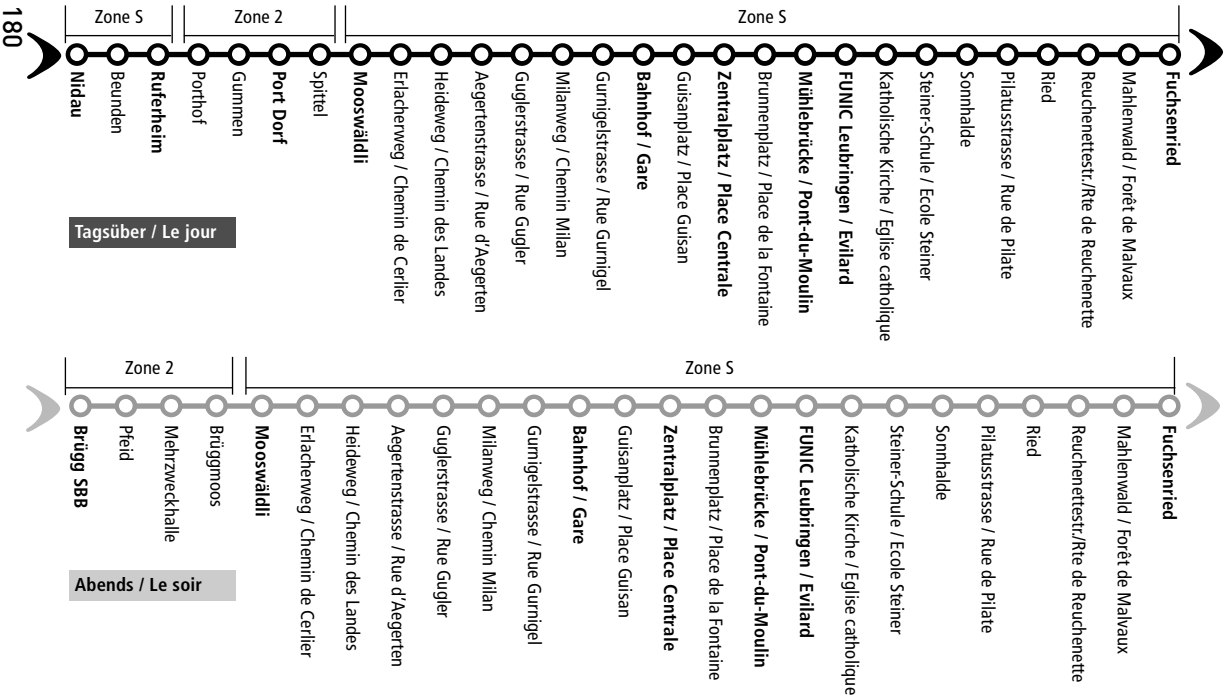 180
Zone S
Zone 2
Zone S
Nidau
Beunden
Ruferheim
Porthof
Gummen
Port Dorf
Spittel
Mooswäldli
Erlacherweg / Chemin de Cerlier
Heideweg / Chemin des Landes
Aegertenstrasse / Rue d'Aegerten
Guglerstrasse / Rue Gugler
Milanweg / Chemin Milan
Gurnigelstrasse / Rue Gurnigel
Bahnhof / Gare
Guisanplatz / Place Guisan
Zentralplatz / Place Centrale
Brunnenplatz / Place de la Fontaine
Mühlebrücke / Pont-du-Moulin
FUNIC Leubringen / Evilard
Katholische Kirche / Eglise catholique
Steiner-Schule / Ecole Steiner
Sonnhalde
Pilatusstrasse / Rue de Pilate
Ried
Reuchenettestr./Rte de Reuchenette
Mahlenwald / Forêt de Malvaux
Fuchsenried
Tagsüber / Le jour
Zone 2
Zone S
Brügg SBB
Pfeid
Mehrzweckhalle
Brüggmoos
Mooswäldli
Erlacherweg / Chemin de Cerlier
Heideweg / Chemin des Landes
Aegertenstrasse / Rue d'Aegerten
Guglerstrasse / Rue Gugler
Milanweg / Chemin Milan
Gurnigelstrasse / Rue Gurnigel
Bahnhof / Gare
Guisanplatz / Place Guisan
Zentralplatz / Place Centrale
Brunnenplatz / Place de la Fontaine
Mühlebrücke / Pont-du-Moulin
FUNIC Leubringen / Evilard
Katholische Kirche / Eglise catholique
Steiner-Schule / Ecole Steiner
Sonnhalde
Pilatusstrasse / Rue de Pilate
Ried
Reuchenettestr./Rte de Reuchenette
Mahlenwald / Forêt de Malvaux
Fuchsenried
Abends / Le soir